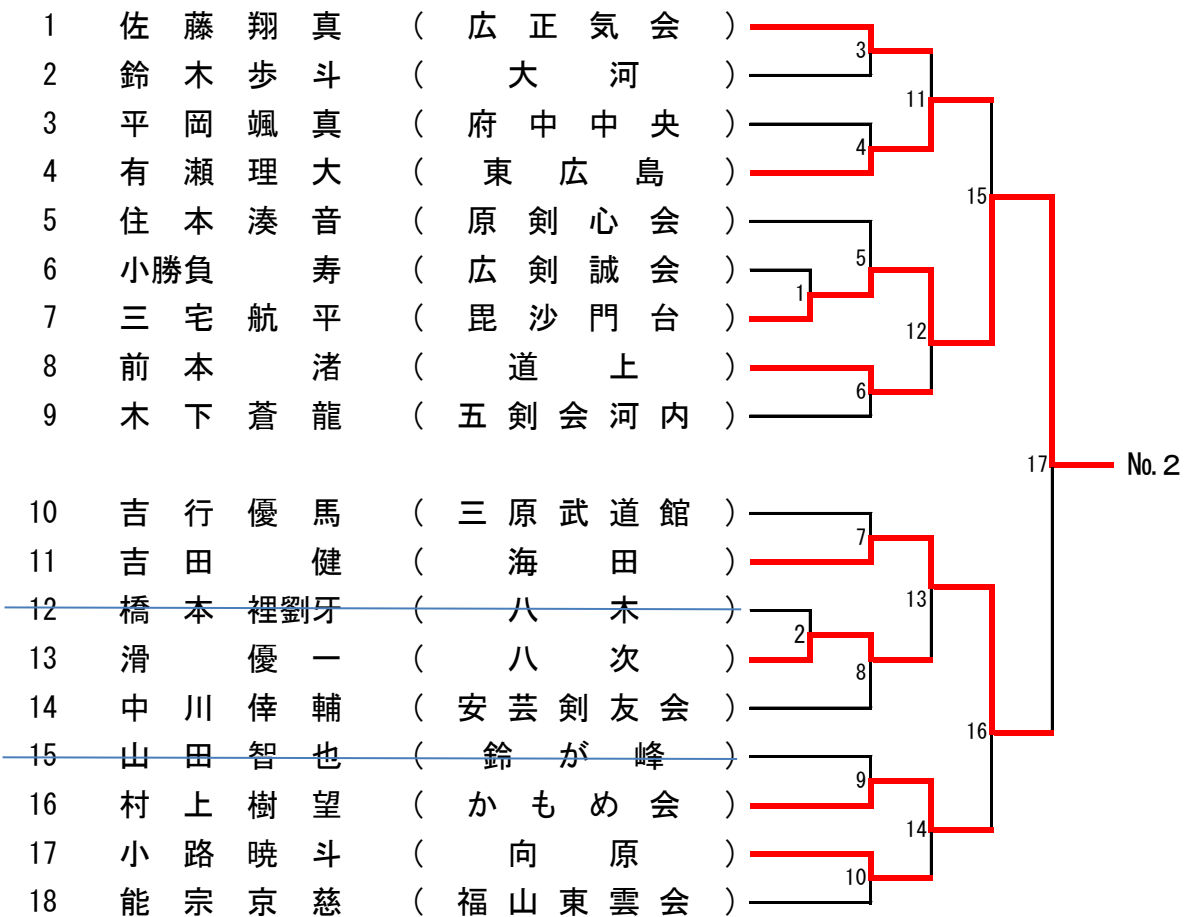 1 佐藤翔真 （広正気会）
3
2 鈴木歩斗 （大河）
11
3 平岡颯真 （府中中央）
4
4 有瀬理大 （東広島）
15
5 住本湊音 （原剣心会）
5
6 小勝負 寿 （広剣誠会）
1
7 三宅航平 （毘沙門台）
12
8 前本 渚 （道上）
6
9 木下蒼龍 （五剣会河内）
17 №2
10 吉行優馬 （三原武道館）
7
11 吉田 健 （海田）
12 橋本裡劉牙 （八木）
13
2
13 滑 優一 （八次）
8
14 中川倖輔 （安芸剣友会）
16
15 山田智也 （鈴が峰）
9
16 村上樹望 （かもめ会）
14
17 小路暁斗 （向原）
10
18 能宗京慈 （福山東雲会）